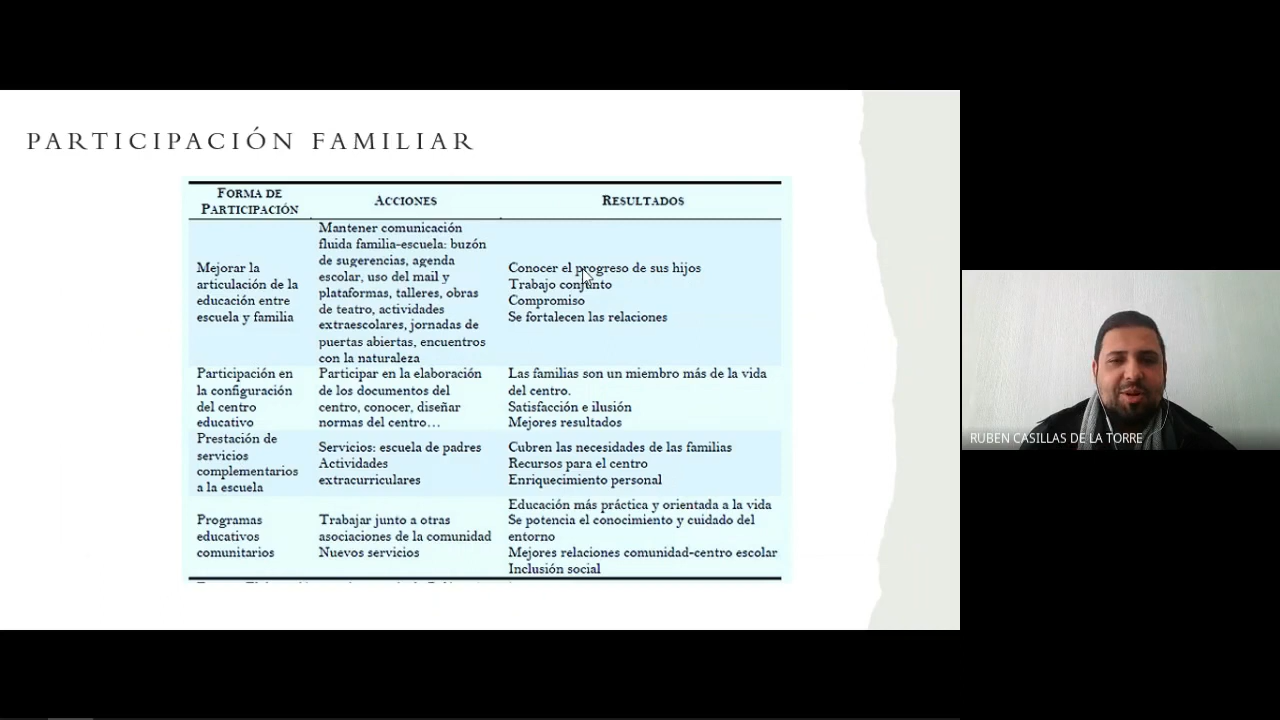 PARTICIPACIÓN FAMILIAR
FORMA DE
PARTICIPACIÓN
ACCIONES
RESULTADOS
Mejorar la
articulación de la
educación entre
escuela y familia
Mantener comunicación
fluida familia-escuela: buzón
de sugerencias, agenda
escolar, uso del mail y
plataformas, talleres, obras
de teatro, actividades
extraescolares, jornadas de
puertas abiertas, encuentros
con la naturaleza
Conocer el progreso de sus hijos
Trabajo conjunto
Compromiso
Se fortalecen las relaciones
Participación en
la configuración
del centro
educativo
Participar en la elaboración
de los documentos del
centro, conocer, diseñar
normas del centro…
Las familias son un miembro más de la vida
del centro.
Satisfacción e ilusión
Mejores resultados
Prestación de
servicios
complementarios
a la escuela
Servicios: escuela de padres
Actividades
extracurriculares
Cubren las necesidades de las familias
Recursos para el centro
Enriquecimiento personal
Programas
educativos
comunitarios
Trabajar junto a otras
asociaciones de la comunidad
Nuevos servicios
Educación más práctica y orientada a la vida
Se potencia el conocimiento y cuidado del
entorno
Mejores relaciones comunidad-centro escolar
Inclusión social
RUBEN CASILLAS DE LA TORRE